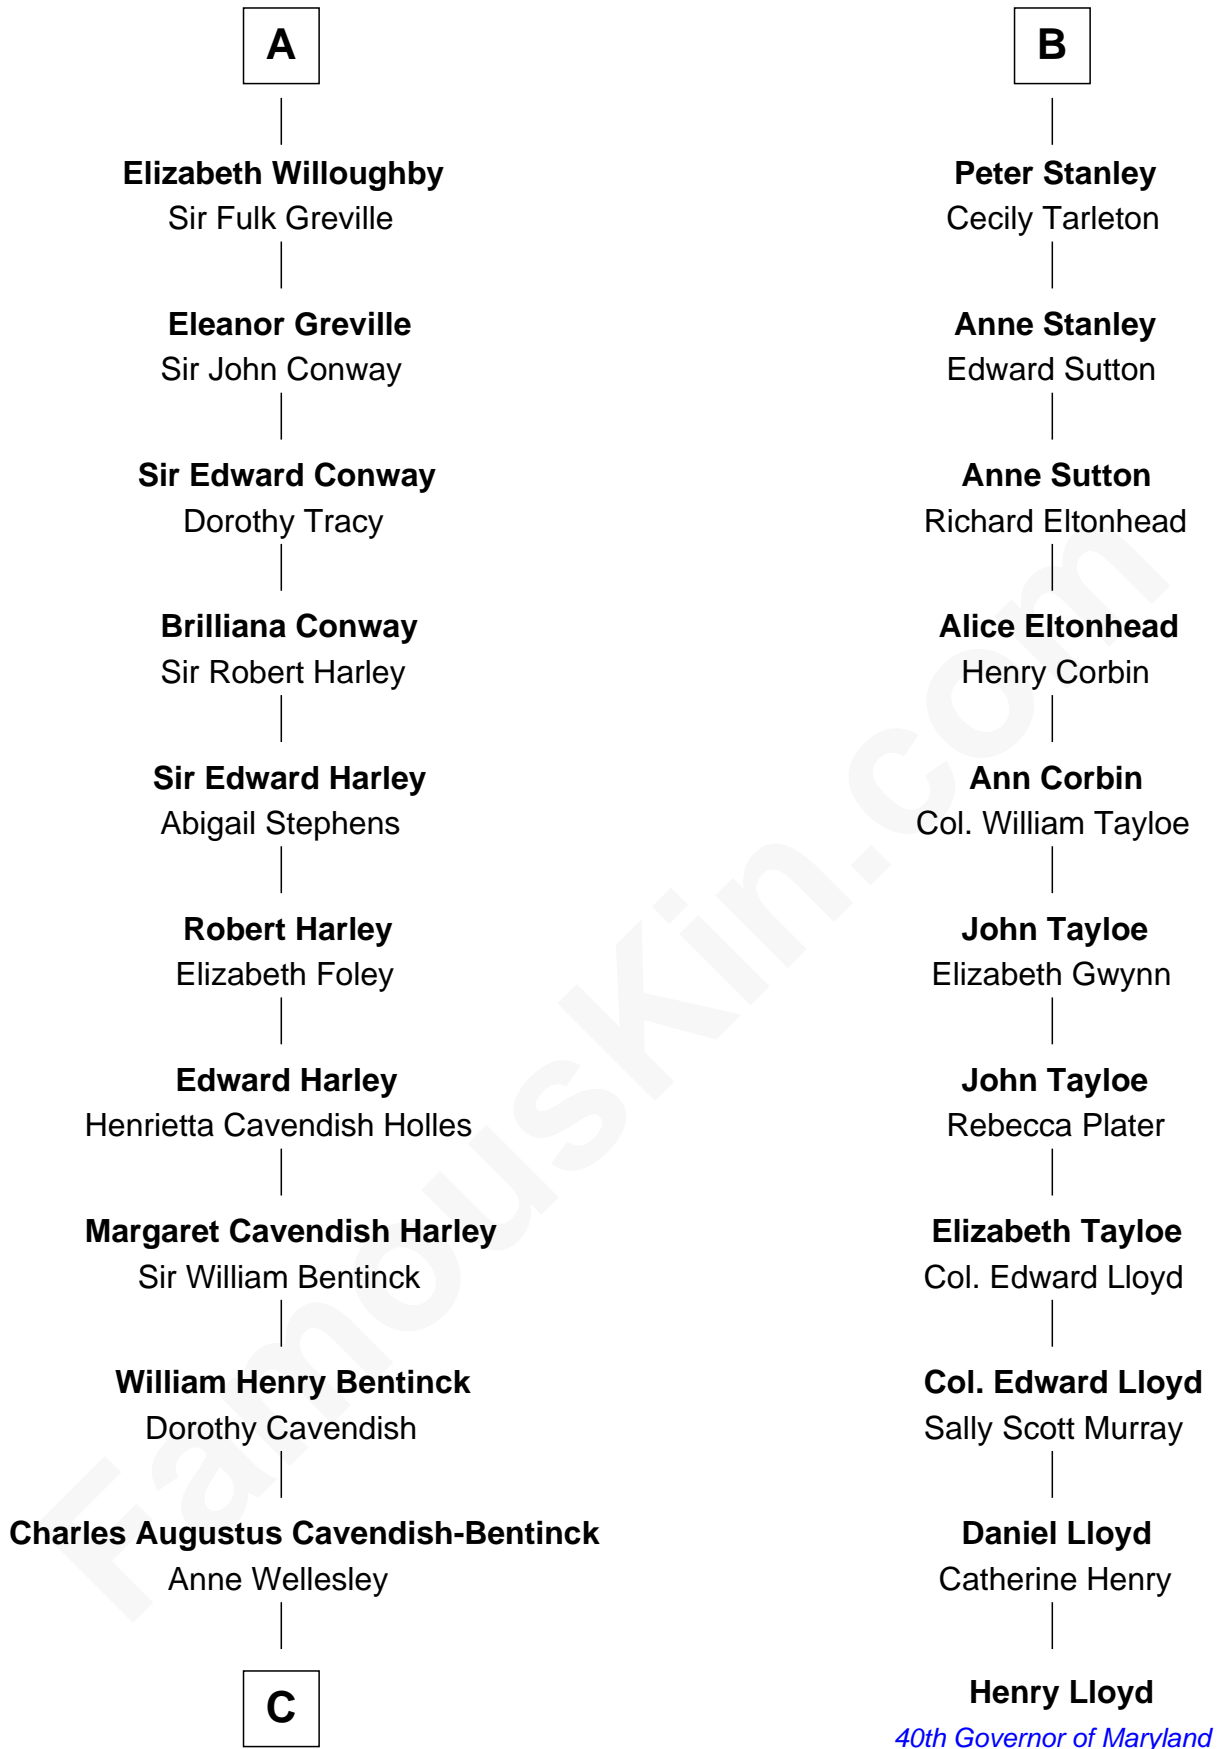 A
Elizabeth Willoughby
Sir Fulk Greville
Eleanor Greville
Sir John Conway
Sir Edward Conway
Dorothy Tracy
Brilliana Conway
Sir Robert Harley
Sir Edward Harley
Abigail Stephens
Robert Harley
Elizabeth Foley
Edward Harley
Henrietta Cavendish Holles
Margaret Cavendish Harley
Sir William Bentinck
William Henry Bentinck
Dorothy Cavendish
Charles Augustus Cavendish-Bentinck
Anne Wellesley
C
B
Peter Stanley
Cecily Tarleton
Anne Stanley
Edward Sutton
Anne Sutton
Richard Eltonhead
Alice Eltonhead
Henry Corbin
Ann Corbin
Col. William Tayloe
John Tayloe
Elizabeth Gwynn
John Tayloe
Rebecca Plater
Elizabeth Tayloe
Col. Edward Lloyd
Col. Edward Lloyd
Sally Scott Murray
Daniel Lloyd
Catherine Henry
Henry Lloyd
40th Governor of Maryland
FamousKin.com